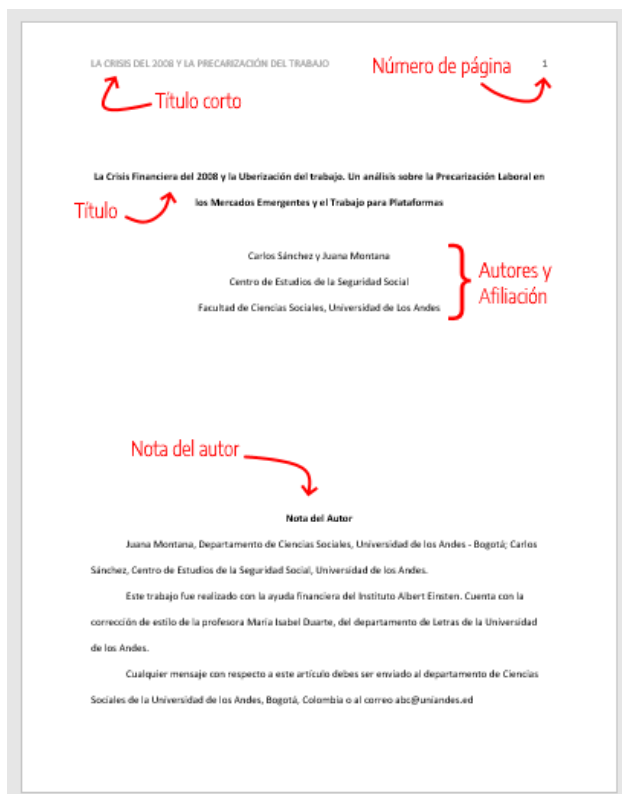 LA CRISIS DEL 2008 Y LA PRECARIZACIÓN DEL TRABAJO
Número de página
1
Título corto
La Crisis Financiera del 2008 y la Uberización del trabajo. Un análisis sobre la Precarización Laboral en
los Mercados Emergentes y el Trabajo para Plataformas
Título
Carlos Sánchez y Juana Montana
Centro de Estudios de la Seguridad Social
Facultad de Ciencias Sociales, Universidad de Los Andes
Autores y
Afiliación
Nota del autor
Nota del Autor
Juana Montana, Departamento de Ciencias Sociales, Universidad de los Andes - Bogotá; Carlos
Sánchez, Centro de Estudios de la Seguridad Social, Universidad de los Andes.
Este trabajo fue realizado con la ayuda financiera del Instituto Albert Einsten. Cuenta con la
corrección de estilo de la profesora María Isabel Duarte, del departamento de Letras de la Universidad
de los Andes.
Cualquier mensaje con respecto a este artículo debes ser enviado al departamento de Ciencias
Sociales de la Universidad de los Andes, Bogotá, Colombia o al correo abc@uniandes.ed